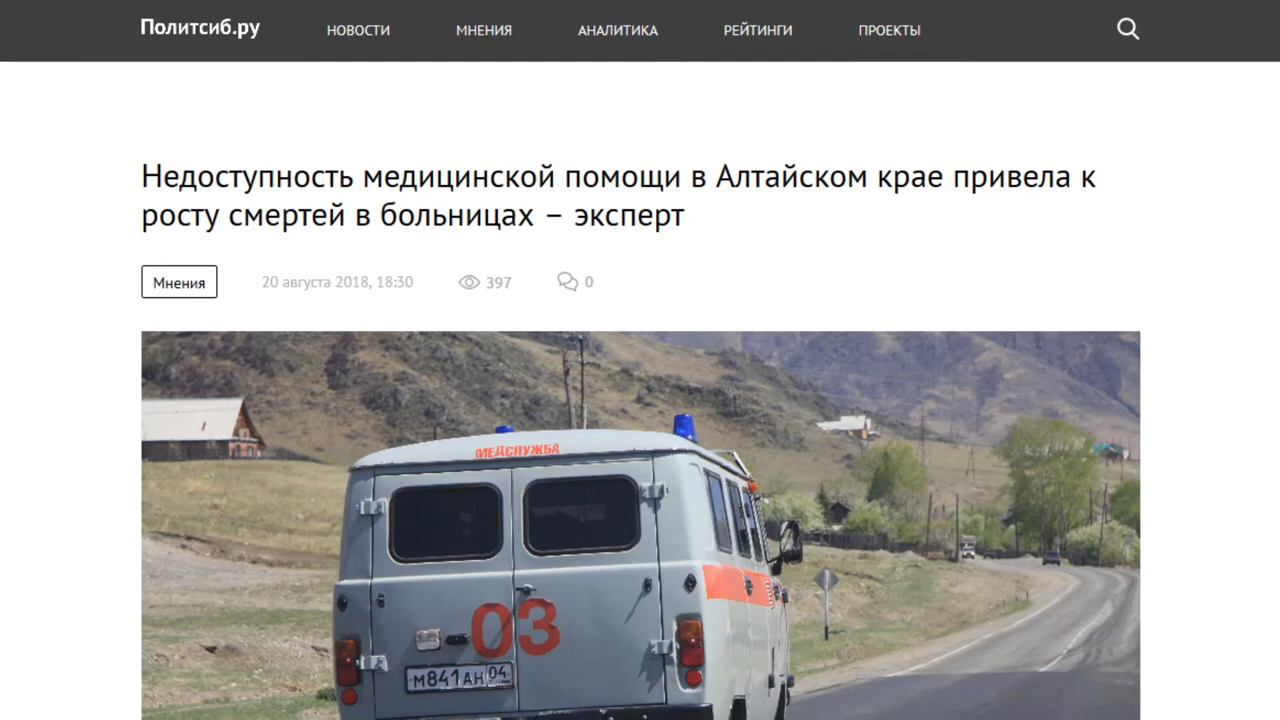 Политсиб.ру НОВОСТИ МНЕНИЯ АНАЛИТИКА РЕЙТИНГИ ПРОЕКТЫ
Недоступность медицинской помощи в Алтайском крае привела к
росту смертей в больницах – эксперт
Мнения 20 августа 2018, 18:30 397 0
МЕДСЛУЖБА
03
М841АН 04